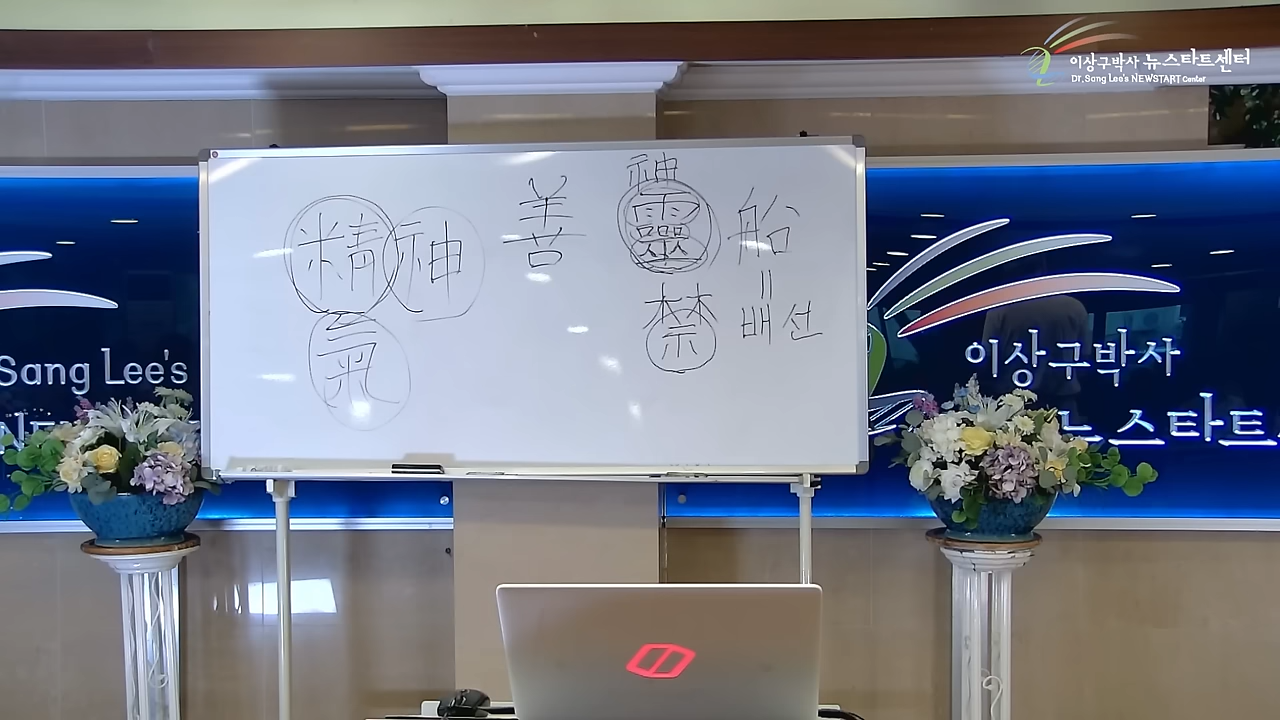 이상구박사 뉴스타트센터
Dr. Sang Lee's NEWSTART Center
精神
氣
善
神
靈
禁
船
=
배선
Sang Lee's
이상구박사
뉴스타트